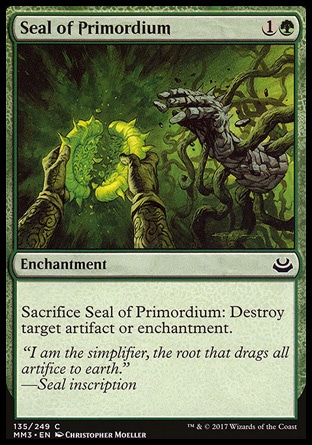 Seal of Primordium 1
Enchantment
Sacrifice Seal of Primordium: Destroy
target artifact or enchantment.
"I am the simplifier, the root that drags all
artifice to earth."
—Seal inscription
135/249 C
MM3 • EN Christopher Moeller
™ & © 2017 Wizards of the Coast